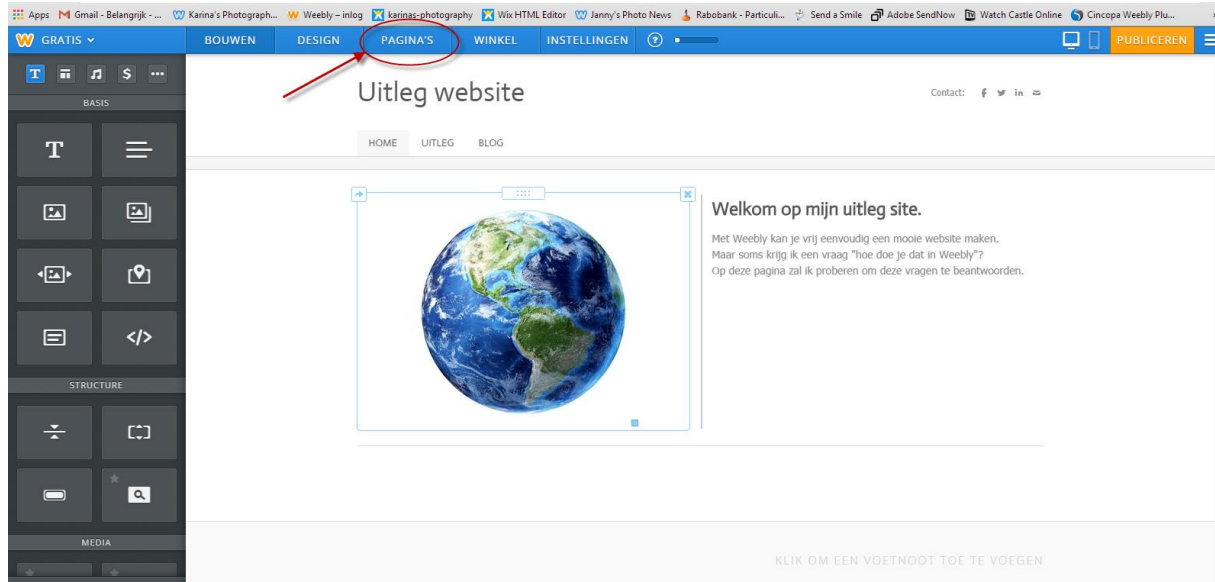 Apps Gmail - Belangrijk - ... Karina's Photograph... Weebly – inlog karinas-photography Wix HTML Editor Janny's Photo News Rabobank - Particuli... Send a Smile Adobe SendNow Watch Castle Online Cincopa Weebly Plu...
GRATIS BOUWEN DESIGN PAGINA'S WINKEL INSTELLINGEN ? PUBLICEREN
T $ ...
BASIS
Uitleg website
Contact: f in
T
HOME UITLEG BLOG
Welkom op mijn uitleg site.
Met Weebly kan je vrij eenvoudig een mooie website maken.
Maar soms krijg ik een vraag "hoe doe je dat in Weebly"?
Op deze pagina zal ik proberen om deze vragen te beantwoorden.
</>
STRUCTURE
MEDIA
KLIK OM EEN VOETNOOT TOE TE VOEGEN